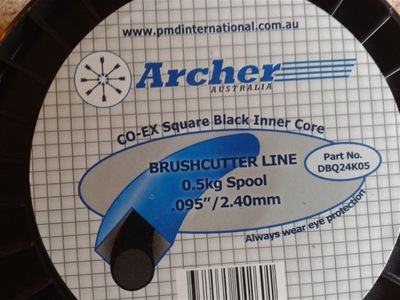 www.pmdinternational.com.au
Archer
AUSTRALIA
CO-EX Square Black Inner Core
BRUSHCUTTER LINE
0.5kg Spool
.095"/2.40mm
Part No.
DBQ24K05
Always wear eye protection